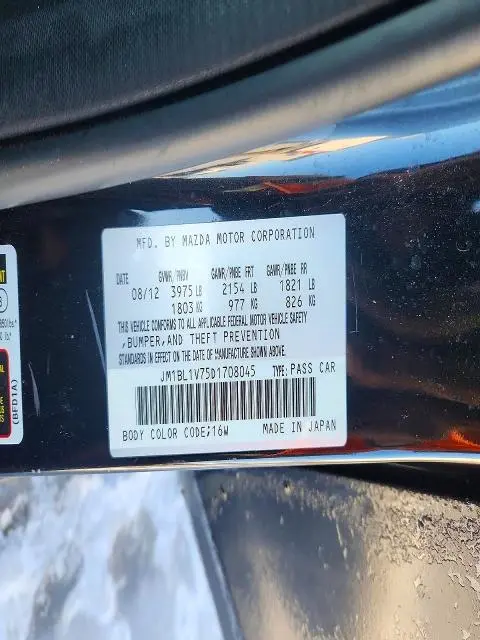 MFD. BY MAZDA MOTOR CORPORATION
DATE GVWR/PNBV GAWR/PNBE FRT GAWR/PNBE RR
08/12 3975 LB 2154 LB 1821 LB
1803 KG 977 KG 826 KG
THIS VEHICLE CONFORMS TO ALL APPLICABLE FEDERAL MOTOR VEHICLE SAFETY
,BUMPER,AND THEFT PREVENTION
STANDARDS IN EFFECT ON THE DATE OF MANUFACTURE SHOWN ABOVE.
JM1BL1V75D1708045 TYPE: PASS CAR
BODY COLOR CODE;16W MADE IN JAPAN
(BFD1A)